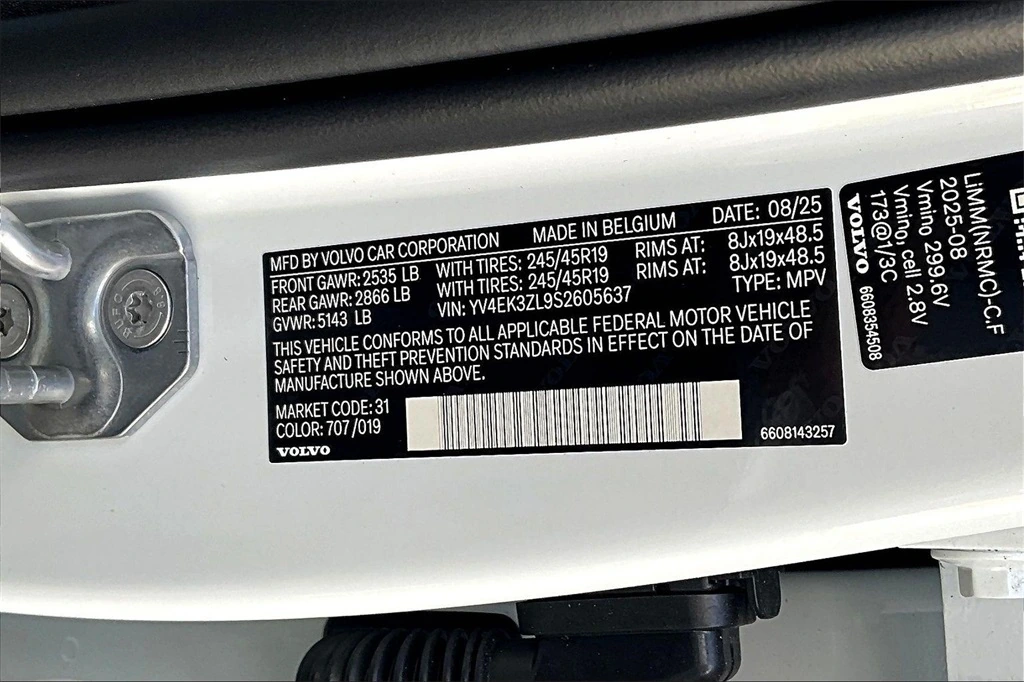 MFD BY VOLVO CAR CORPORATION MADE IN BELGIUM DATE: 08/25
FRONT GAWR: 2535 LB WITH TIRES: 245/45R19 RIMS AT: 8Jx19x48.5
REAR GAWR: 2866 LB WITH TIRES: 245/45R19 RIMS AT: 8Jx19x48.5
GVWR: 5143 LB VIN: YV4EK3ZL9S2605637 TYPE: MPV
THIS VEHICLE CONFORMS TO ALL APPLICABLE FEDERAL MOTOR VEHICLE
SAFETY AND THEFT PREVENTION STANDARDS IN EFFECT ON THE DATE OF
MANUFACTURE SHOWN ABOVE.
MARKET CODE: 31
COLOR: 707/019
VOLVO
6608143257
LiMM(NRMC)-C,F
2025-08
Vmino 299.6V
Vming,cell 2.8V
173@1/3C
VOLVO 6608354508